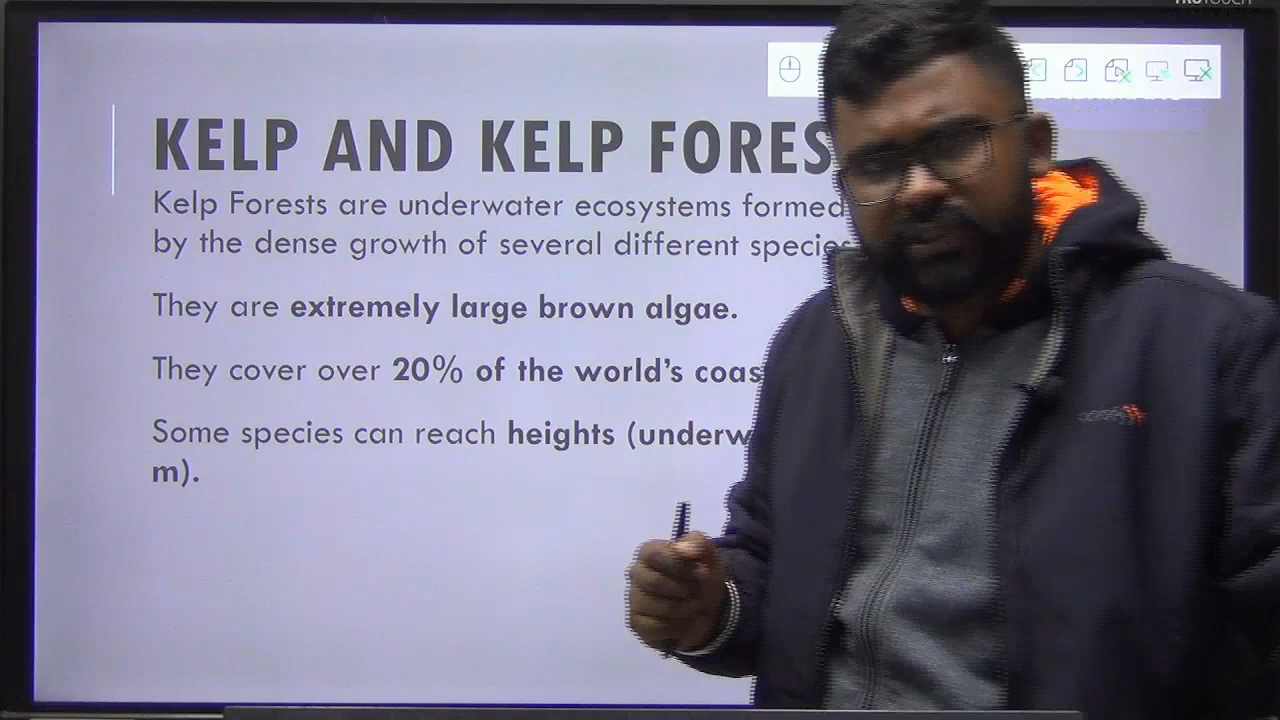 KELP AND KELP FORES
Kelp Forests are underwater ecosystems formed
by the dense growth of several different species
They are extremely large brown algae.
They cover over 20% of the world's coas
Some species can reach heights (underw
m).